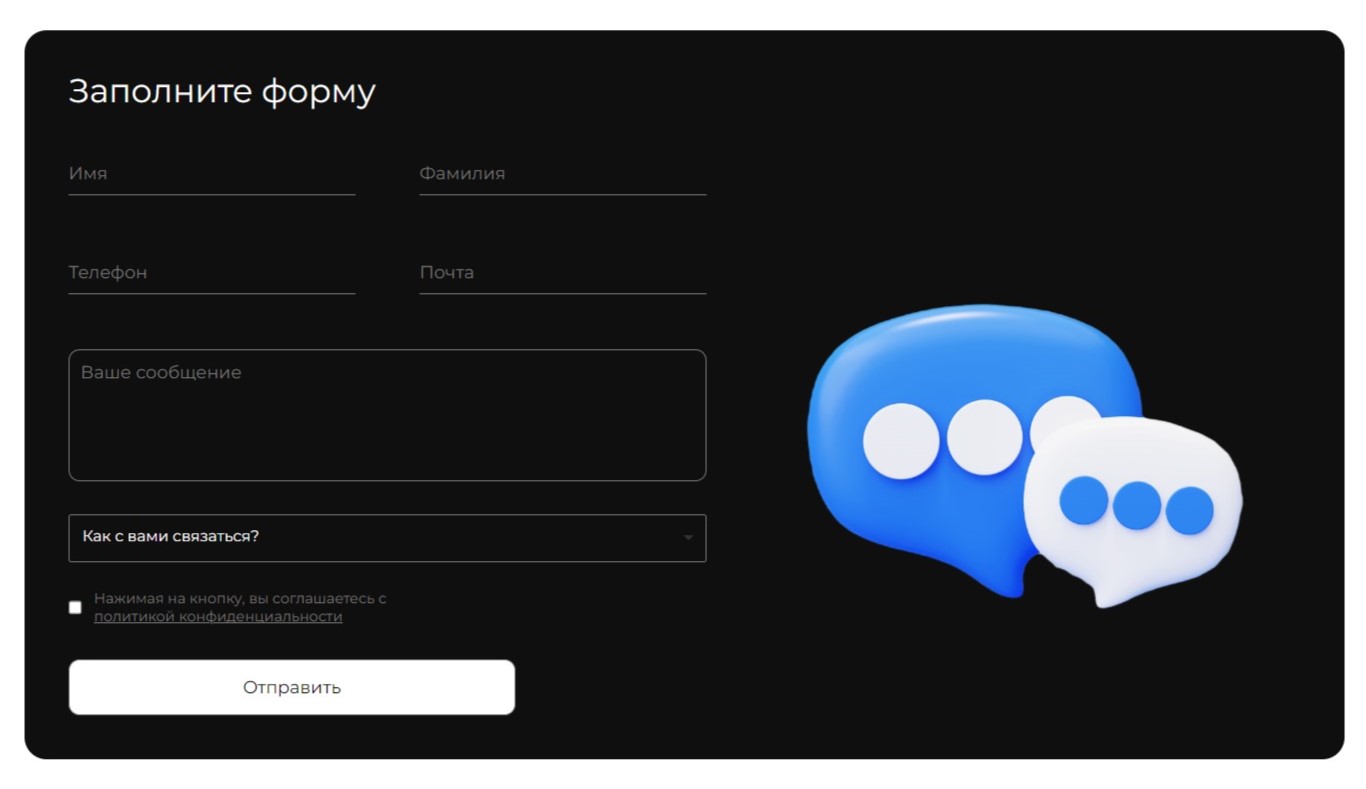 Заполните форму
Имя
Фамилия
Телефон
Почта
Ваше сообщение
Как с вами связаться?
Нажимая на кнопку, вы соглашаетесь с
политикой конфиденциальности
Отправить